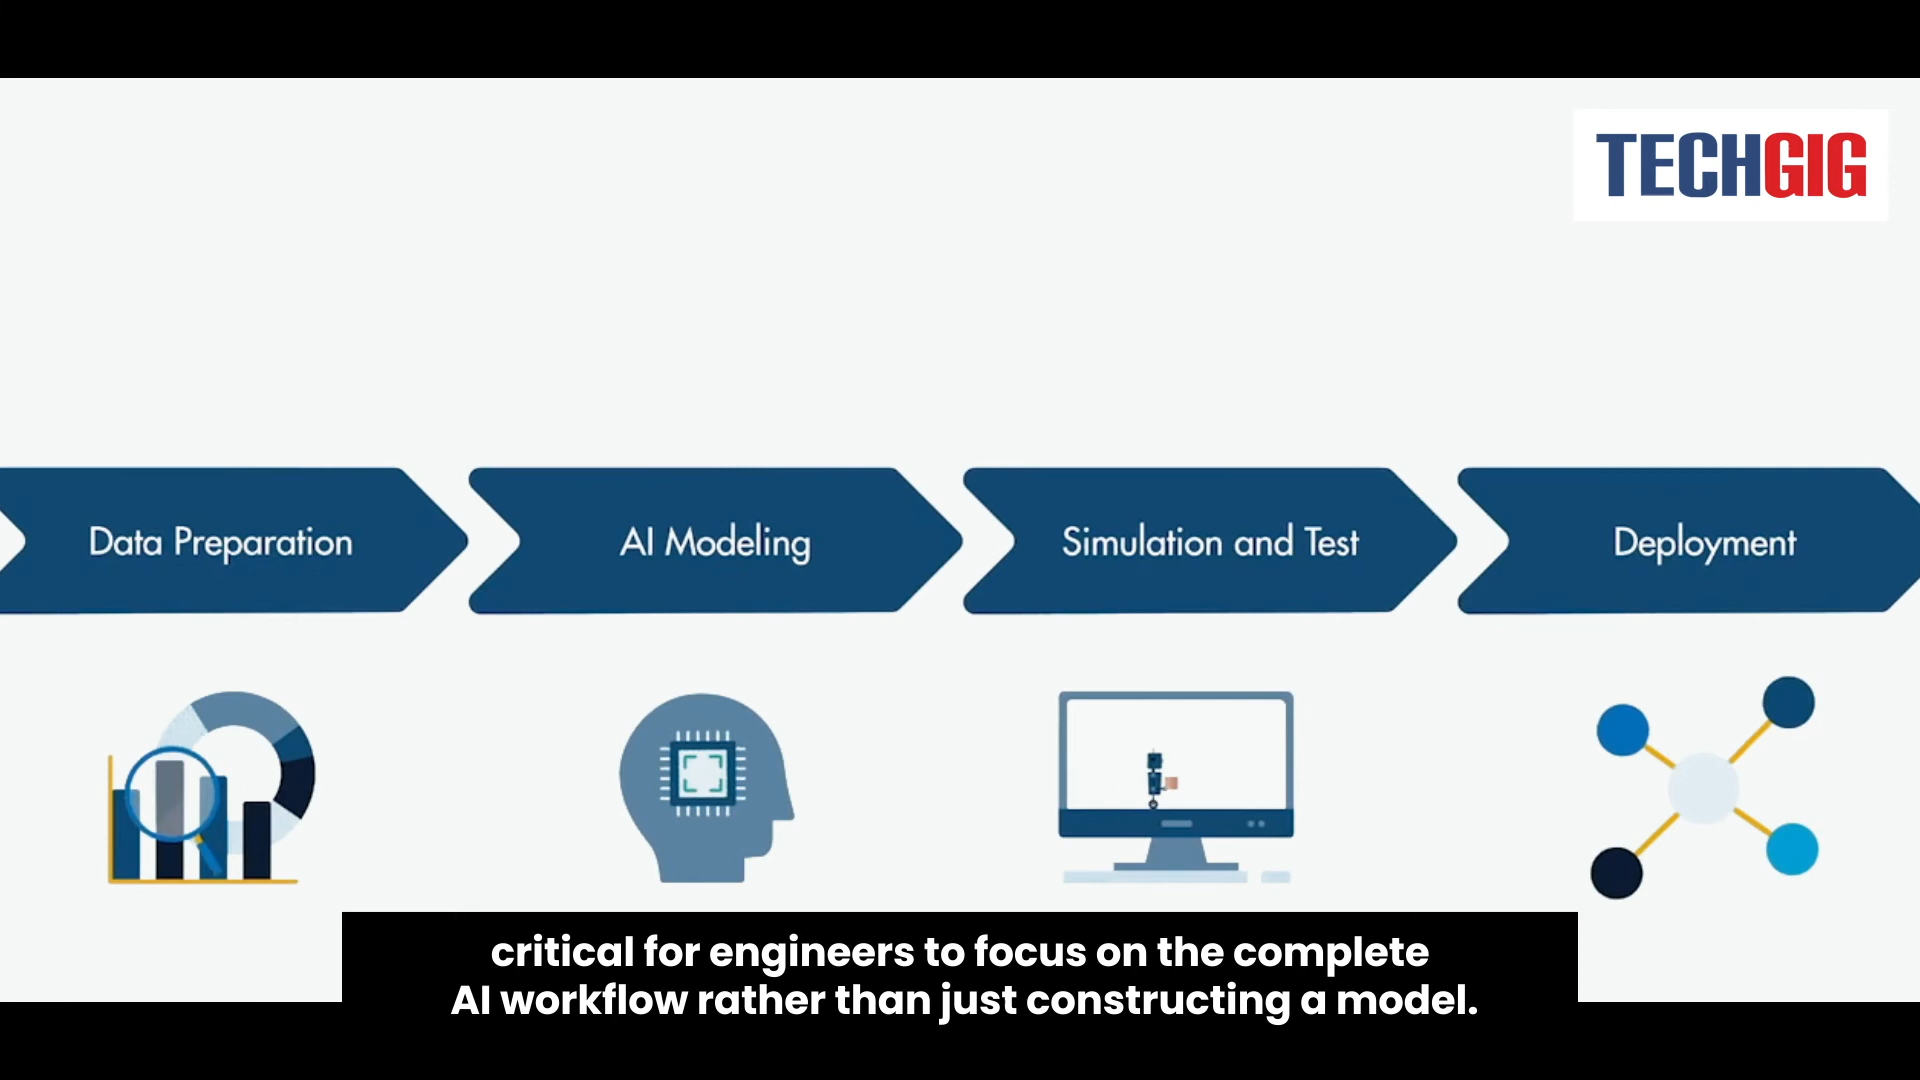 TECHGIG
Data Preparation
AI Modeling
Simulation and Test
Deployment
critical for engineers to focus on the complete
AI workflow rather than just constructing a model.